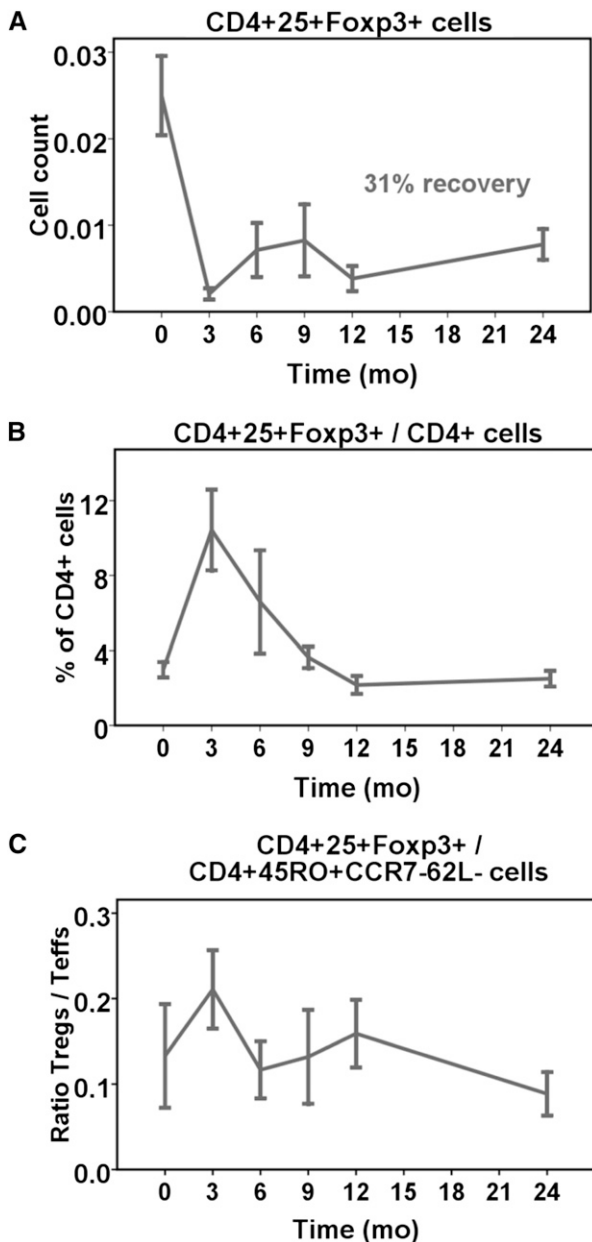 A
CD4+25+Foxp3+ cells
Cell count
0.03
0.02
0.01
0.00
31% recovery
0 3 6 9 12 15 18 21 24
Time (mo)
B
CD4+25+Foxp3+ / CD4+ cells
% of CD4+ cells
12
8
4
0
0 3 6 9 12 15 18 21 24
Time (mo)
C
CD4+25+Foxp3+ /
CD4+45RO+CCR7-62L- cells
Ratio Tregs / Teffs
0.3
0.2
0.1
0.0
0 3 6 9 12 15 18 21 24
Time (mo)